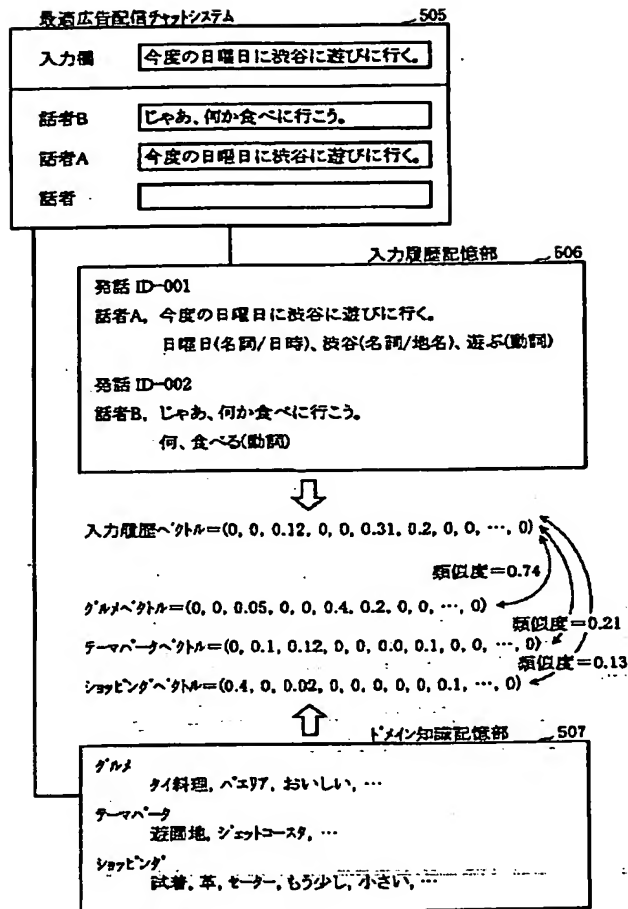 最適広告配信チャットシステム 505
入力欄 今度の日曜日に渋谷に遊びに行く。
話者B じゃあ、何か食べに行こう。
話者A 今度の日曜日に渋谷に遊びに行く。
話者
入力履歴記憶部 506
発話 ID-001
話者A, 今度の日曜日に渋谷に遊びに行く。
日曜日(名詞/日時)、渋谷(名詞/地名)、遊ぶ(動詞)
発話 ID-002
話者B, じゃあ、何か食べに行こう。
何、食べる(動詞)
入力履歴ベクトル=(0, 0, 0.12, 0, 0, 0.31, 0.2, 0, 0, …, 0)
類似度=0.74
グルメベクトル=(0, 0, 0.05, 0, 0, 0.4, 0.2, 0, 0, …, 0)
類似度=0.21
テーマパークベクトル=(0, 0.1, 0.12, 0, 0, 0.0, 0.1, 0, 0, …, 0)
類似度=0.13
ショッピングベクトル=(0.4, 0, 0.02, 0, 0, 0, 0, 0, 0.1, …, 0)
ドメイン知識記憶部 507
グルメ
タイ料理, パエリア, おいしい, …
テーマパーク
遊園地, ジェットコースタ, …
ショッピング
試着, 革, セーター, もう少し, 小さい, …